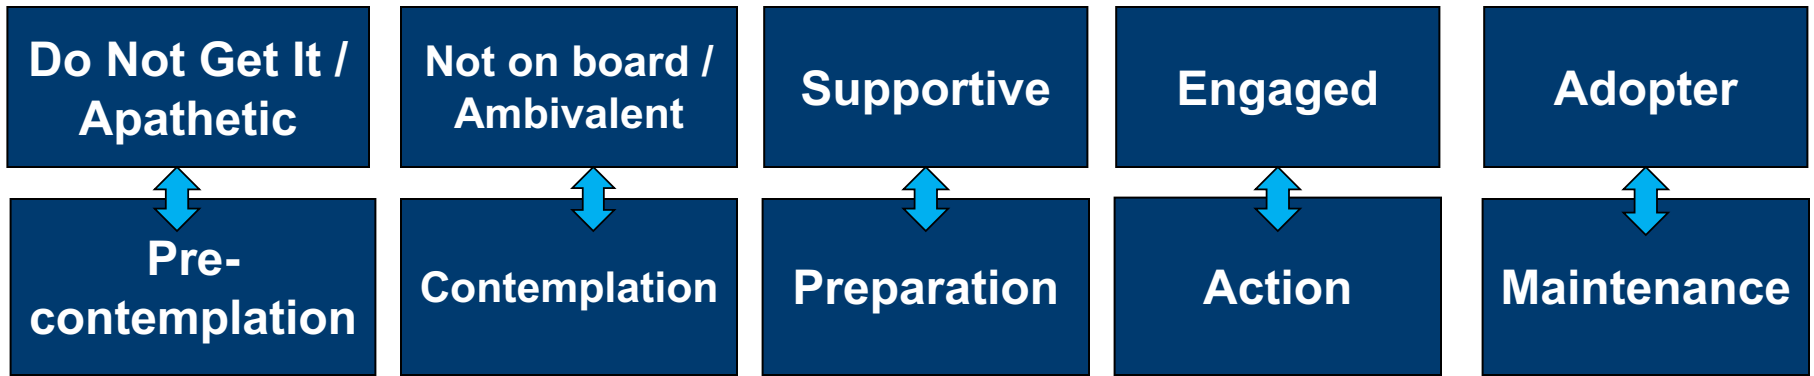 Do Not Get It /
Apathetic
Not on board /
Ambivalent
Supportive
Engaged
Adopter
Pre-
contemplation
Contemplation
Preparation
Action
Maintenance